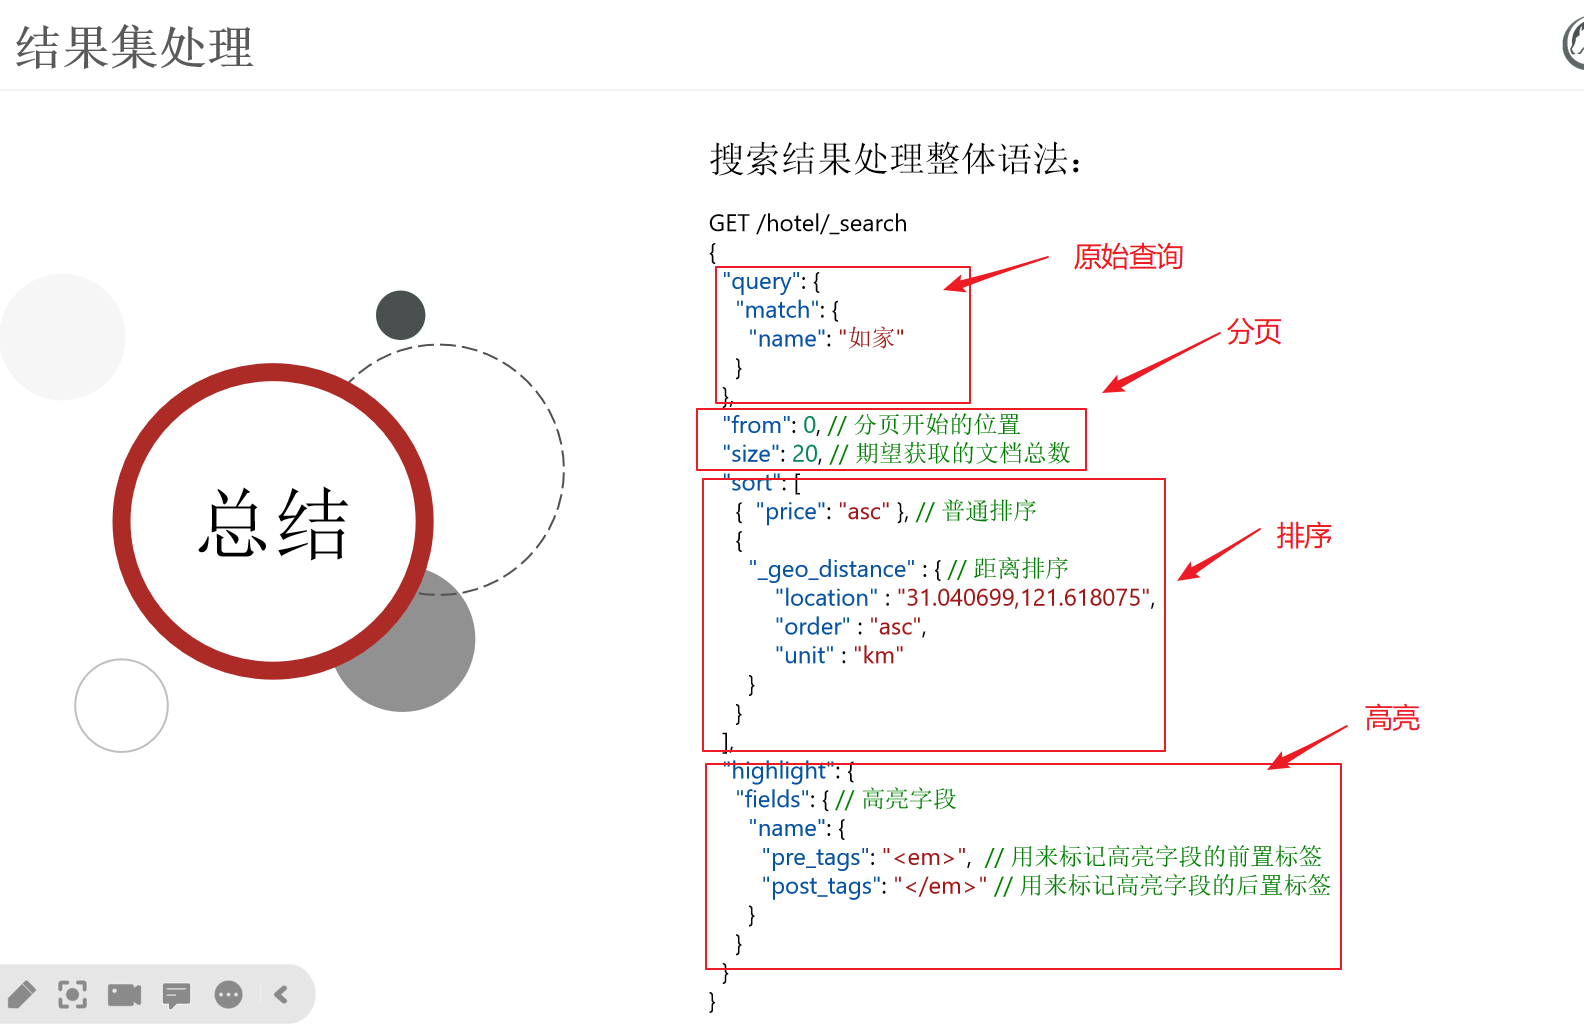 结果集处理
总结
搜索结果处理整体语法：
GET /hotel/_search
{
"query": {
"match": {
"name": "如家"
}
},
"from": 0, // 分页开始的位置
"size": 20, // 期望获取的文档总数
"sort": [
{ "price": "asc" }, // 普通排序
{
"_geo_distance" : { // 距离排序
"location" : "31.040699,121.618075",
"order" : "asc",
"unit" : "km"
}
}
],
"highlight": {
"fields": { // 高亮字段
"name": {
"pre_tags": "<em>", // 用来标记高亮字段的前置标签
"post_tags": "</em>" // 用来标记高亮字段的后置标签
}
}
}
}
原始查询
分页
排序
高亮